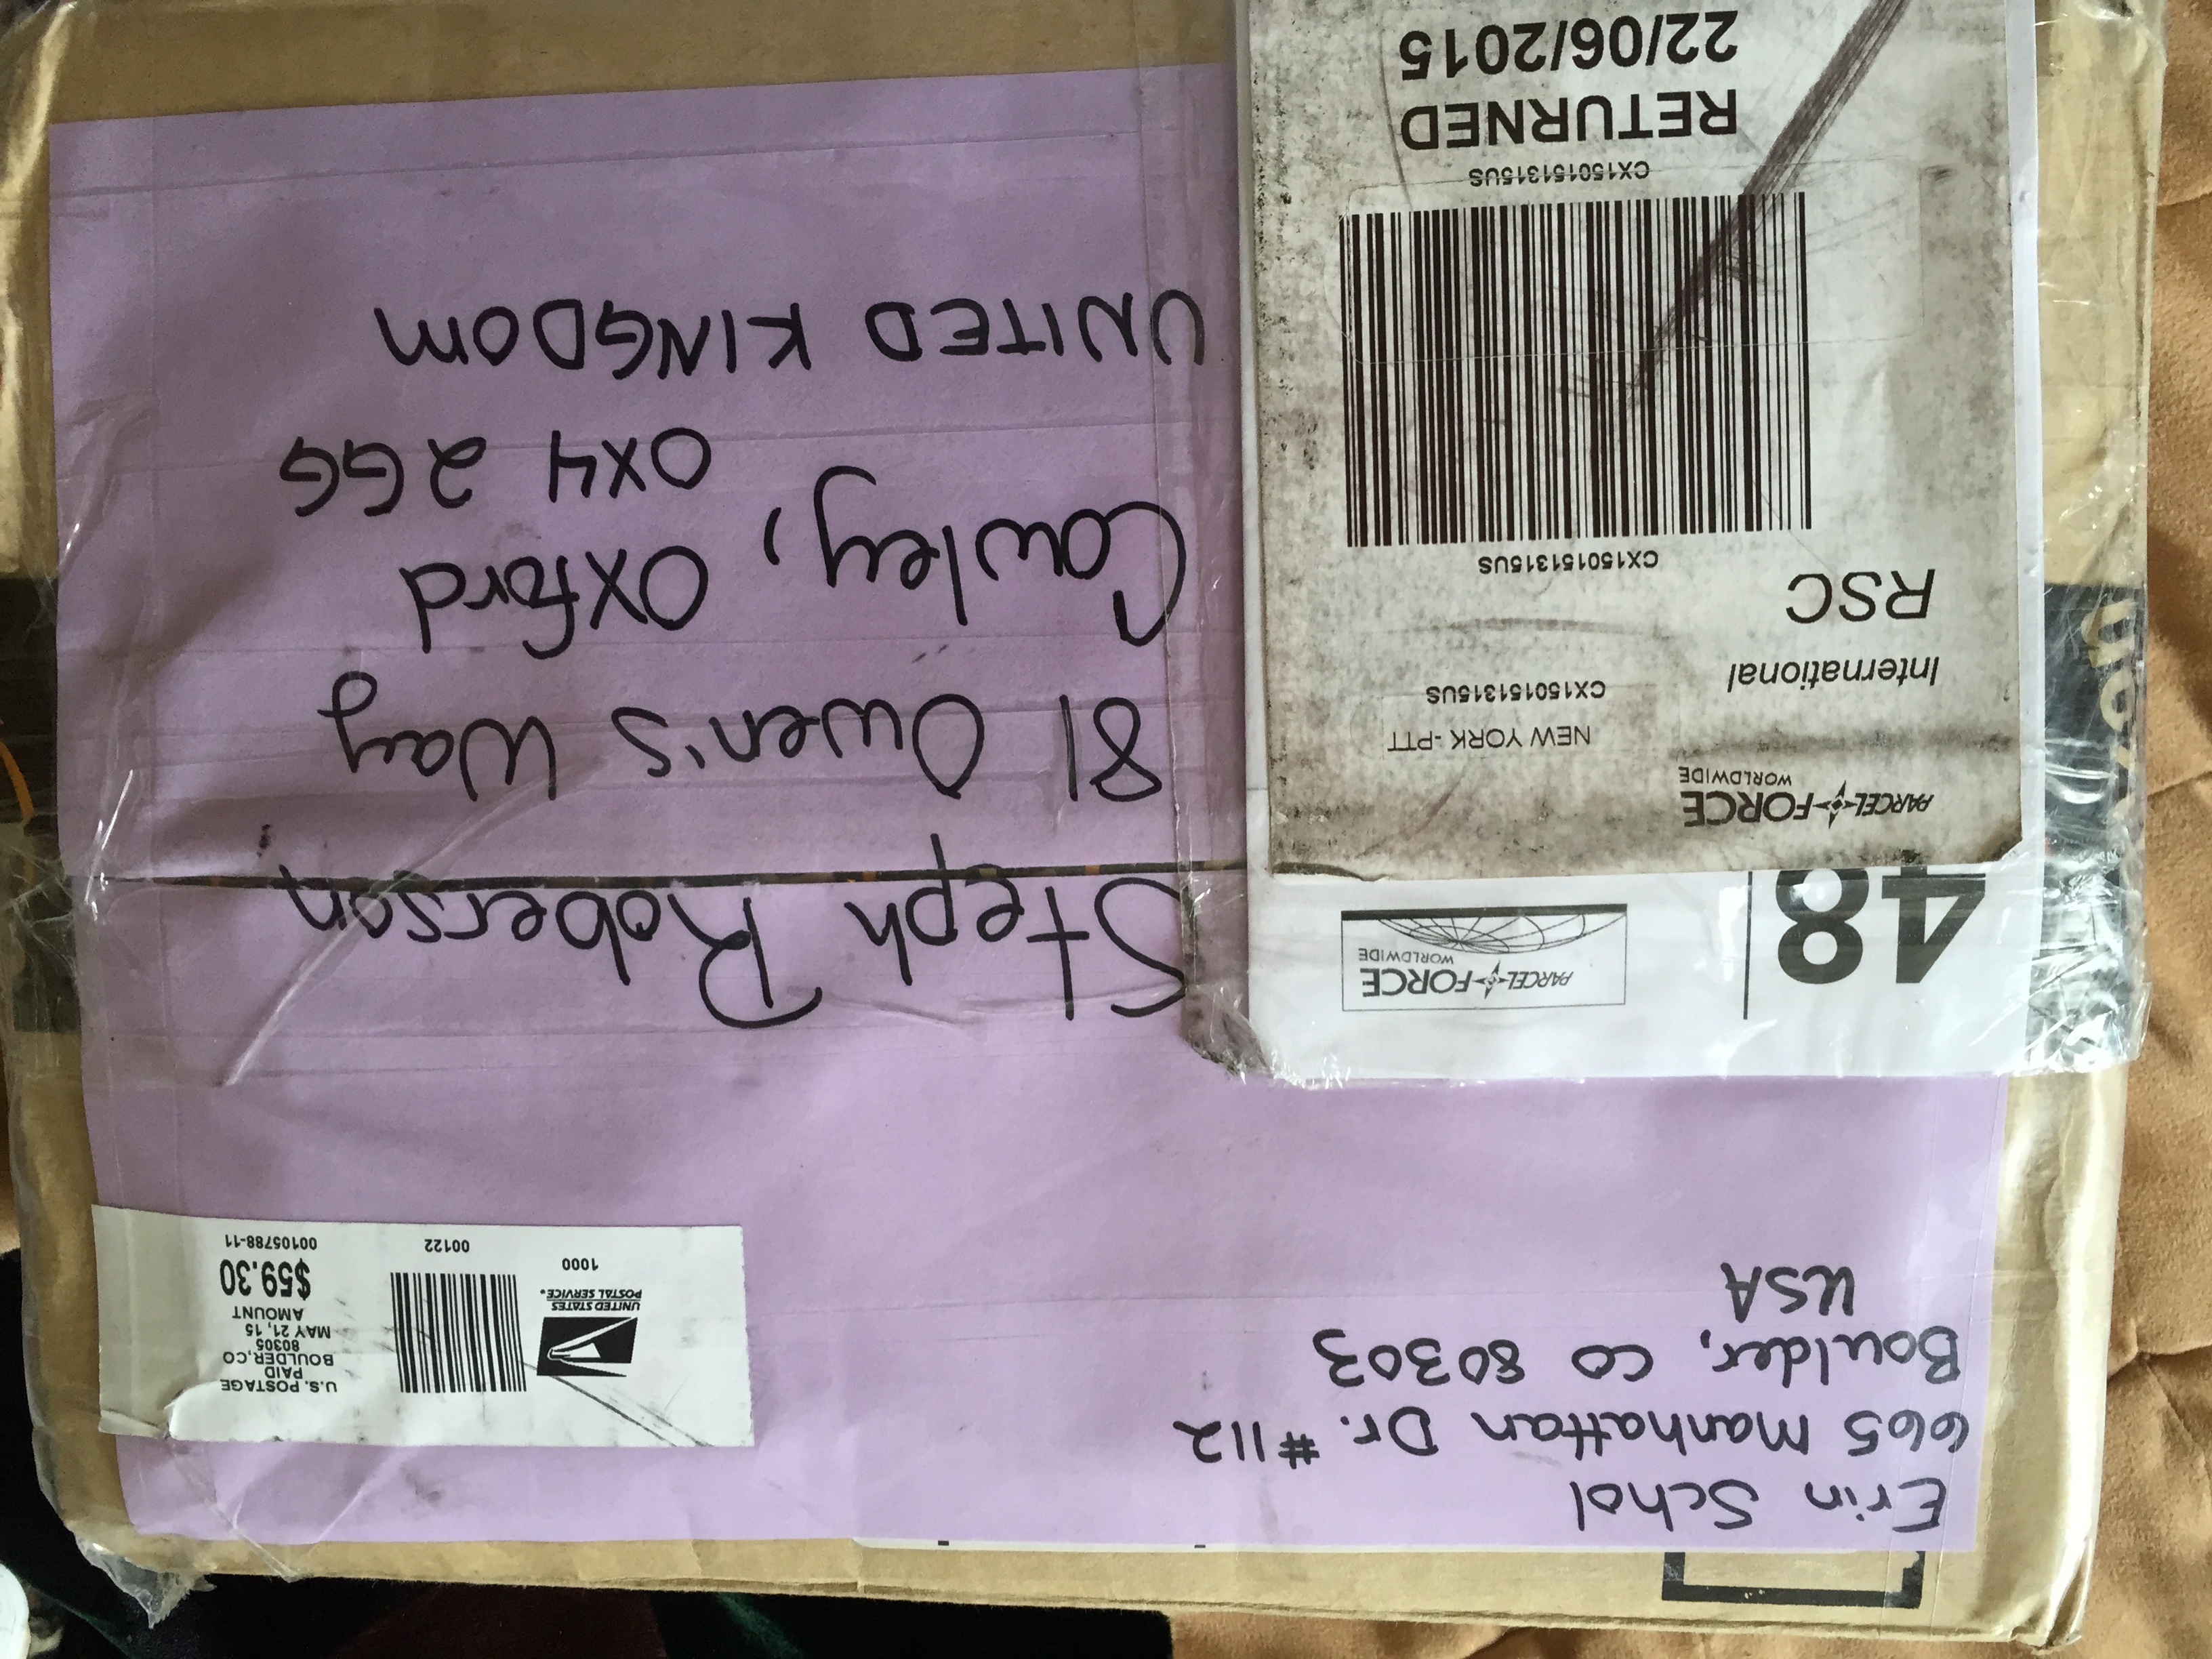 Erin Schol
665 Manhattan Dr. #112
Boulder, CO 80303
USA
U.S. POSTAGE
PAID
BOULDER,CO
80305
MAY 21, 15
AMOUNT
$59.30
00105788-11
UNITED STATES
POSTAL SERVICE®
1000
00122
48
PARCEL FORCE
WORLDWIDE
PARCEL FORCE
WORLDWIDE
NEW YORK -PTT
CX150151315US
International
RSC
CX150151315US
CX150151315US
RETURNED
22/06/2015
Steph Roberson
81 Owen's Way
Cowley, Oxford
OX4 2GG
UNITED KINGDOM